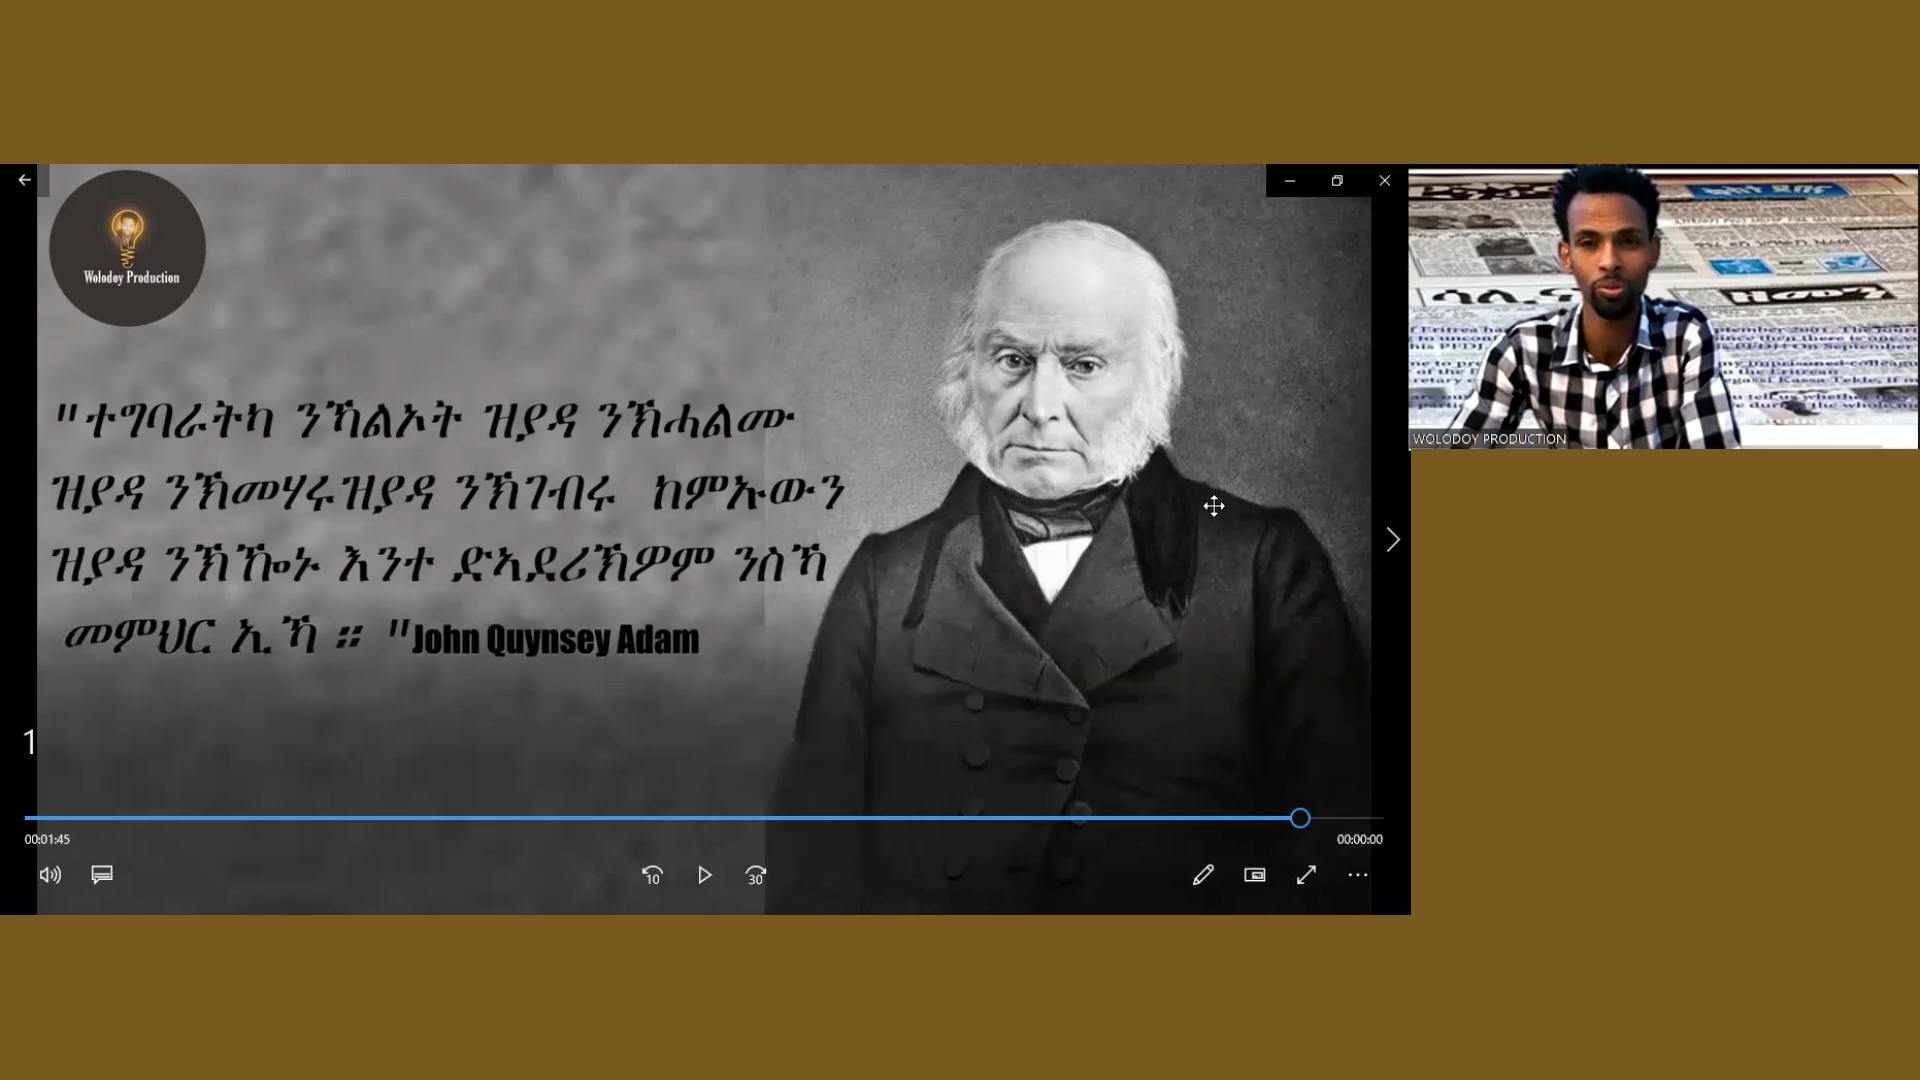 Wolodoy Production
"ተግባራትካ ንኻልኦት ዝያዳ ንኽሓልሙ
ዝያዳ ንኽመሃሩ ዝያዳ ንኽገብሩ ከምኡውን
ዝያዳ ንኽኾኑ እንተ ድኣደሪኽዎም ንስኻ
መምህር ኢኻ ። "John Quynsey Adam
1
00:01:45
00:00:00
10
30
ዘመን
WOLODOY PRODUCTION